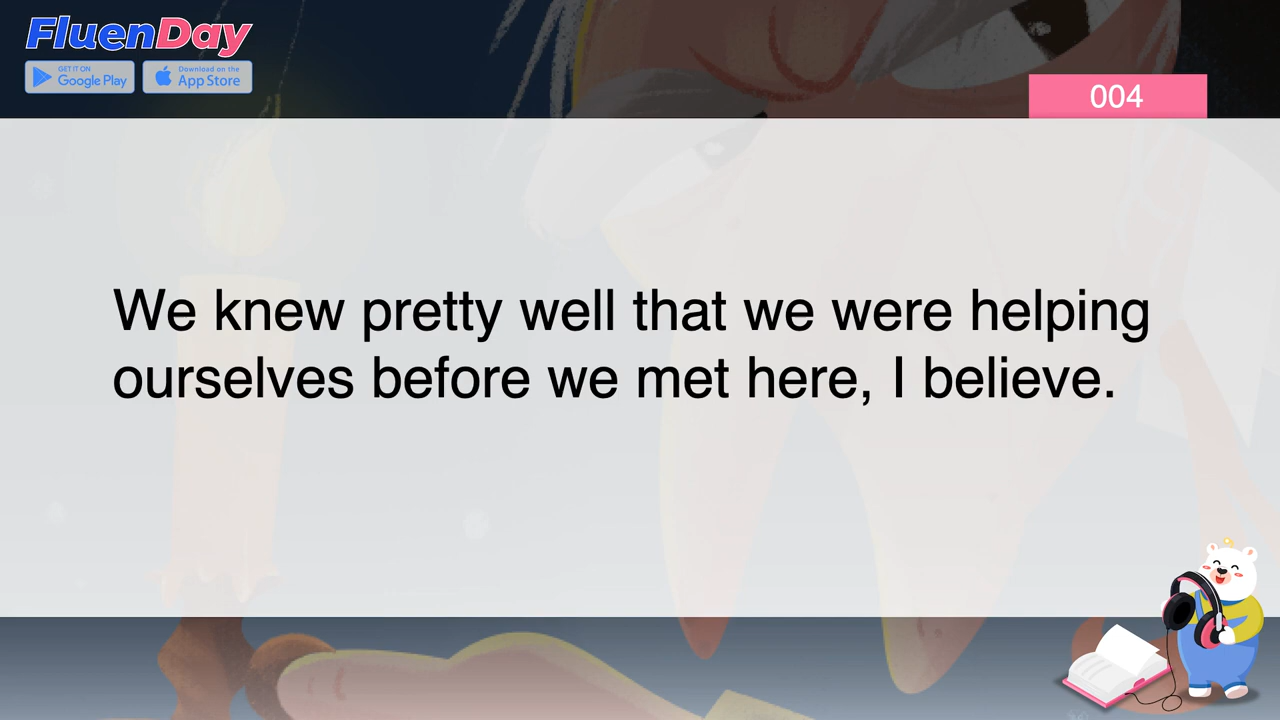 FluenDay
GET IT ON
Google Play
Download on the
App Store
004
We knew pretty well that we were helping
ourselves before we met here, I believe.